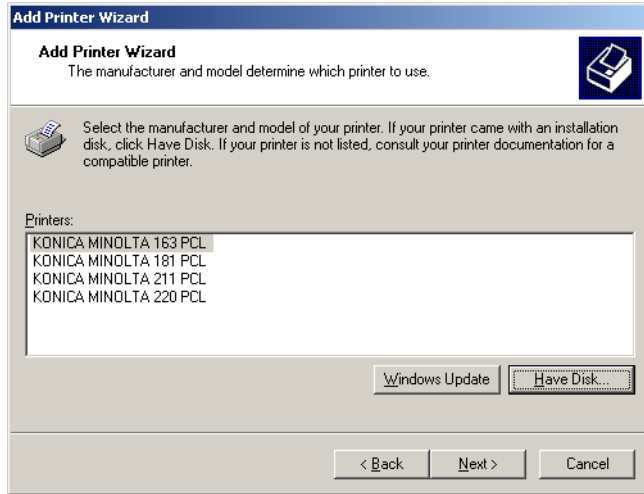 Add Printer Wizard
Add Printer Wizard
The manufacturer and model determine which printer to use.
Select the manufacturer and model of your printer. If your printer came with an installation
disk, click Have Disk. If your printer is not listed, consult your printer documentation for a
compatible printer.
Printers:
KONICA MINOLTA 163 PCL
KONICA MINOLTA 181 PCL
KONICA MINOLTA 211 PCL
KONICA MINOLTA 220 PCL
Windows Update Have Disk...
< Back Next > Cancel